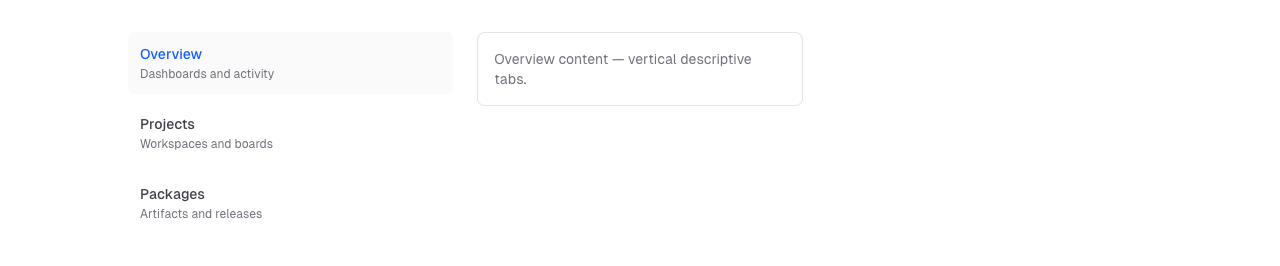 Overview
Dashboards and activity
Projects
Workspaces and boards
Packages
Artifacts and releases
Overview content — vertical descriptive
tabs.